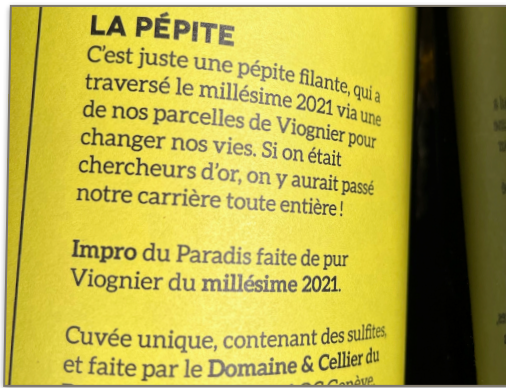 LA PÉPITE
C'est juste une pépite filante, qui a
traversé le millésime 2021 via une
de nos parcelles de Viognier pour
changer nos vies. Si on était
chercheurs d'or, on y aurait passé
notre carrière toute entière !
Impro du Paradis faite de pur
Viognier du millésime 2021.
Cuvée unique, contenant des sulfites,
et faite par le Domaine & Cellier du
Genève